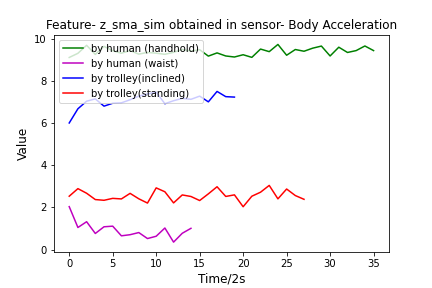 Feature- z_sma_sim obtained in sensor- Body Acceleration
10
8
6
4
2
0
Value
by human (handhold)
by human (waist)
by trolley(inclined)
by trolley(standing)
0 5 10 15 20 25 30 35
Time/2s